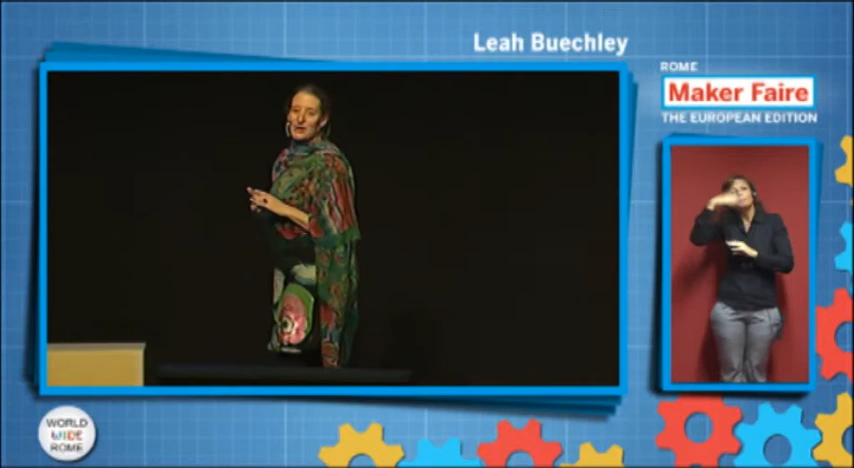 Leah Buechley
ROME
Maker Faire
THE EUROPEAN EDITION
WORLD
WIDE
ROME